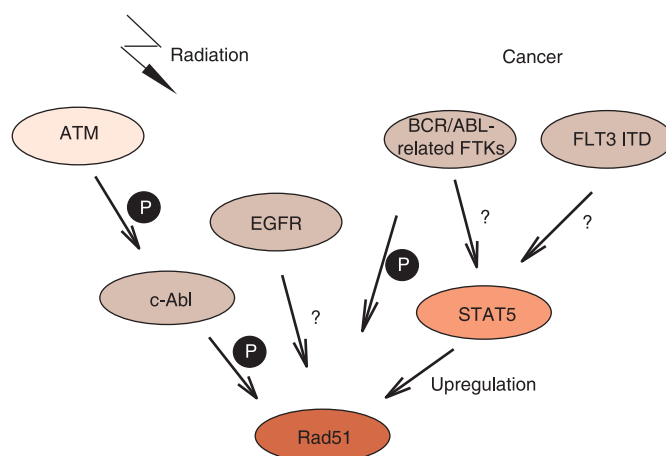 Radiation
Cancer
ATM
BCR/ABL-
related FTKs
FLT3 ITD
P
EGFR
?
?
P
c-Abl
?
STAT5
P
Upregulation
Rad51